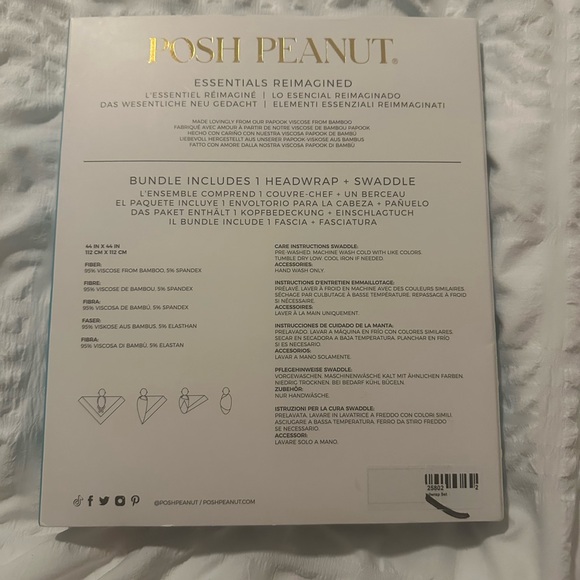 POSH PEANUT®
ESSENTIALS REIMAGINED
L'ESSENTIEL RÉIMAGINÉ | LO ESENCIAL REIMAGINADO
DAS WESENTLICHE NEU GEDACHT | ELEMENTI ESSENZIALI REIMMAGINATI
MADE LOVINGLY FROM OUR PAPOOK VISCOSE FROM BAMBOO
FABRIQUÉ AVEC AMOUR À PARTIR DE NOTRE VISCOSE DE BAMBOU PAPOOK
HECHO CON CARIÑO CON NUESTRA VISCOSA PAPOOK DE BAMBÚ
LIEBEVOLL HERGESTELLT AUS UNSERER PAPOOK VISKOSE AUS BAMBUS
FATTO CON AMORE DALLA NOSTRA VISCOSA PAPOOK DI BAMBÙ
BUNDLE INCLUDES 1 HEADWRAP + SWADDLE
L'ENSEMBLE COMPREND 1 COUVRE-CHEF + UN BERCEAU
EL PAQUETE INCLUYE 1 ENVOLTORIO PARA LA CABEZA + PAÑUELO
DAS PAKET ENTHÄLT 1 KOPFBEDECKUNG + EINSCHLAGTUCH
IL BUNDLE INCLUDE 1 FASCIA + FASCIATURA
44 IN X 44 IN
112 CM X 112 CM
FIBER:
95% VISCOSE FROM BAMBOO, 5% SPANDEX
FIBRE:
95% VISCOSE DE BAMBOU, 5% SPANDEX
FIBRA:
95% VISCOSA DE BAMBÚ, 5% SPANDEX
FASER:
95% VISKOSE AUS BAMBUS, 5% ELASTHAN
FIBRA:
95% VISCOSA DI BAMBÙ, 5% ELASTAN
CARE INSTRUCTIONS SWADDLE:
PRE WASHED. MACHINE WASH COLD WITH LIKE COLORS.
TUMBLE DRY LOW. COOL IRON IF NEEDED.
ACCESSORIES:
HAND WASH ONLY.
INSTRUCTIONS D'ENTRETIEN EMMAILLOTAGE:
PRÉLAVÉ. LAVER À FROID EN MACHINE AVEC DES COULEURS SIMILAIRES.
SÉCHAGE PAR CULBUTAGE À BASSE TEMPÉRATURE. REPASSAGE À FROID
SI NÉCESSAIRE.
ACCESSOIRES:
LAVER À LA MAIN UNIQUEMENT.
INSTRUCCIONES DE CUIDADO DE LA MANTA:
PRELAVADO. LAVAR A MÁQUINA EN FRÍO CON COLORES SIMILARES.
SECAR EN SECADORA A BAJA TEMPERATURA. PLANCHAR EN FRÍO
SI ES NECESARIO.
ACCESORIOS:
LAVAR A MANO SOLAMENTE.
PFLEGEHINWEISE SWADDLE:
VORGEWASCHEN. MASCHINENWÄSCHE KALT MIT ÄHNLICHEN FARBEN.
NIEDRIG TROCKNEN. BEI BEDARF KÜHL BÜGELN.
ZUBEHÖR:
NUR HANDWÄSCHE.
ISTRUZIONI PER LA CURA SWADDLE:
PRELAVATA. LAVARE IN LAVATRICE A FREDDO CON COLORI SIMILI.
ASCIUGARE A BASSA TEMPERATURA. FERRO DA STIRO FREDDO
SE NECESSARIO.
ACCESSORI:
LAVARE SOLO A MANO.
25802
@POSHPEANUT / POSHPEANUT.COM